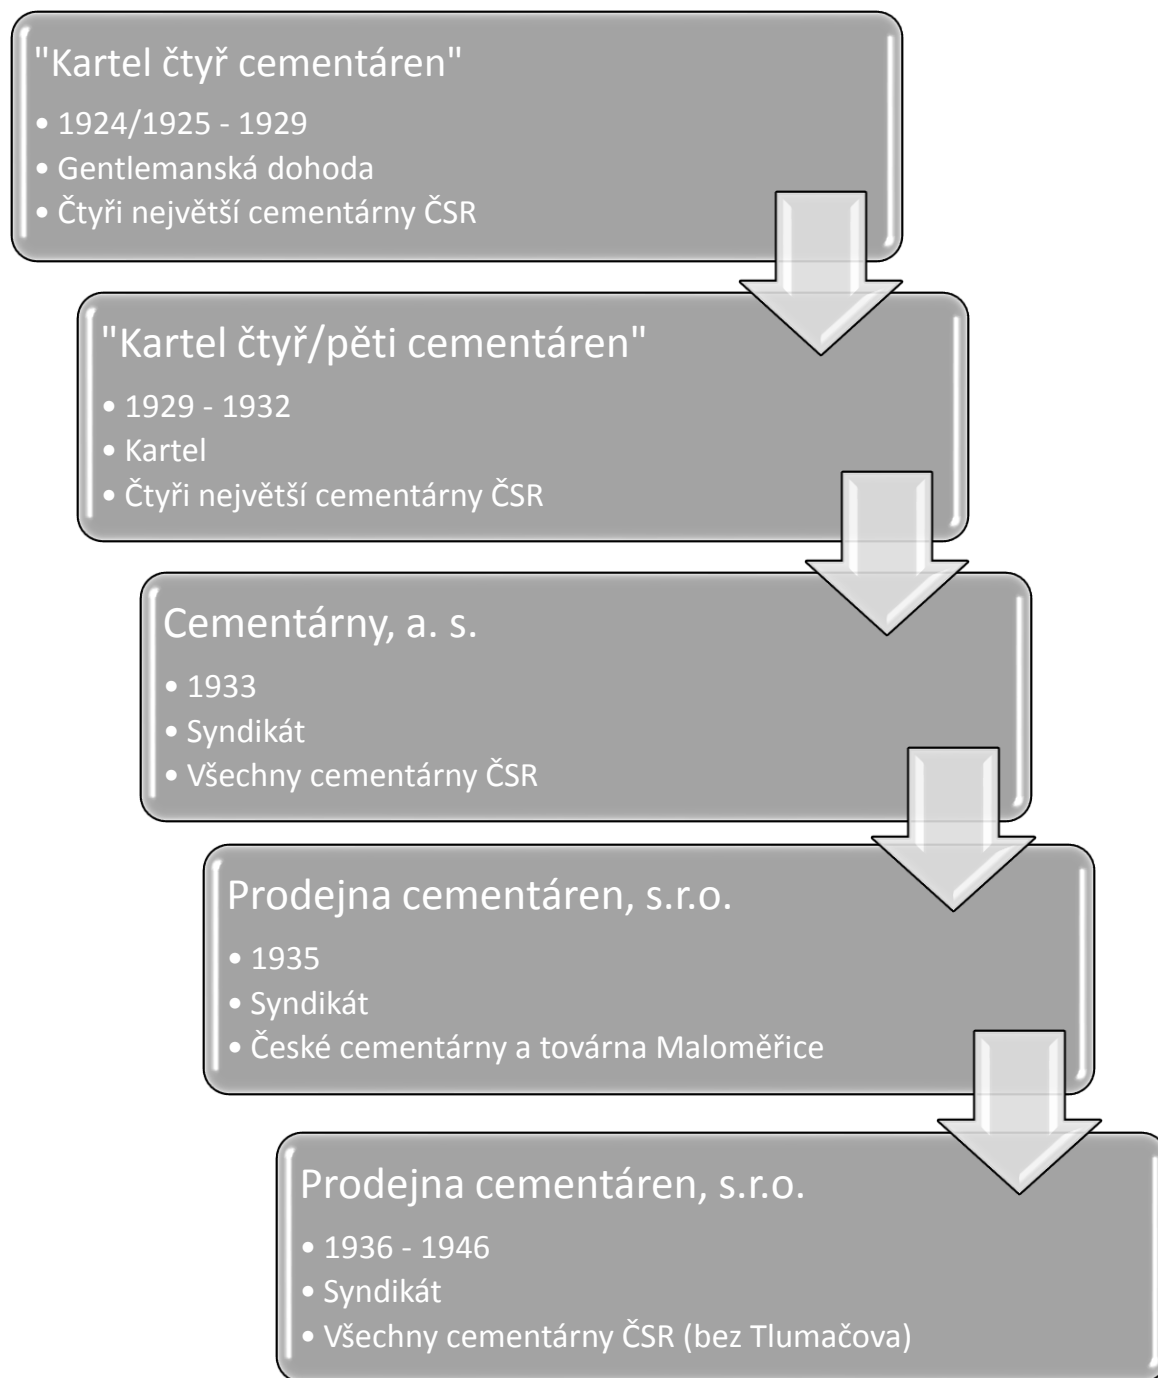 "Kartel čtyř cementáren"
• 1924/1925 - 1929
• Gentlemanská dohoda
• Čtyři největší cementárny ČSR
"Kartel čtyř/pěti cementáren"
• 1929 - 1932
• Kartel
• Čtyři největší cementárny ČSR
Cementárny, a. s.
• 1933
• Syndikát
• Všechny cementárny ČSR
Prodejna cementáren, s.r.o.
• 1935
• Syndikát
• České cementárny a továrna Maloměřice
Prodejna cementáren, s.r.o.
• 1936 - 1946
• Syndikát
• Všechny cementárny ČSR (bez Tlumačova)